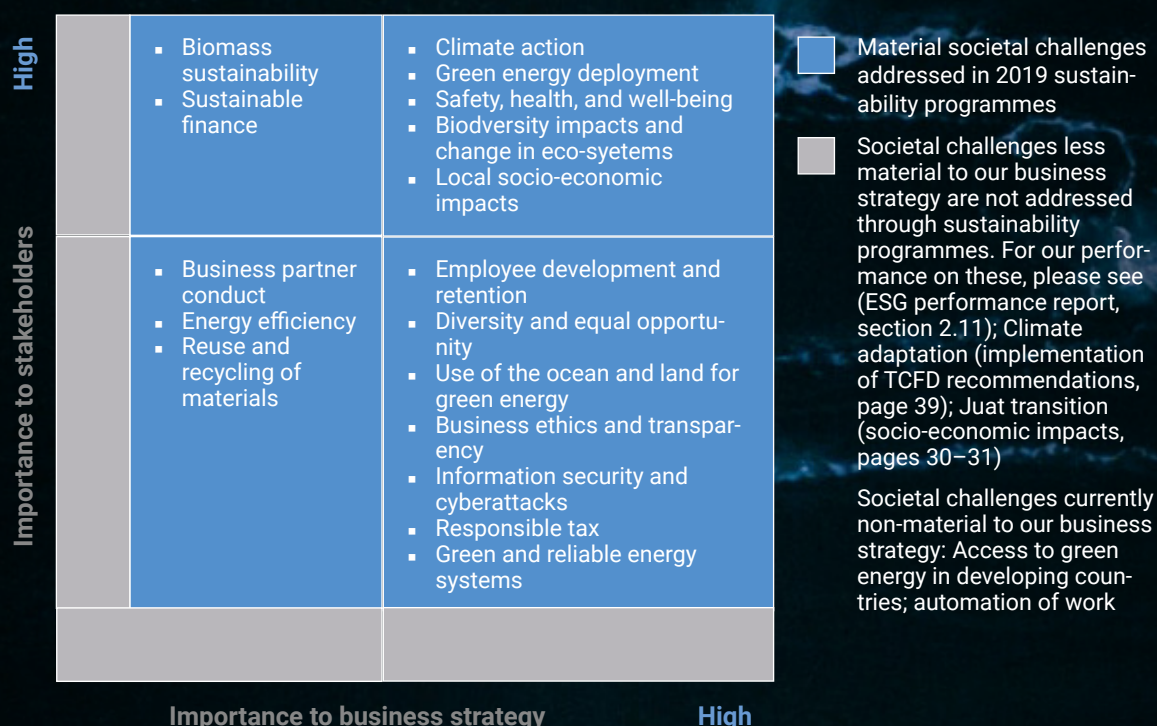 High
Importance to stakeholders
▪ Biomass
sustainability
▪ Sustainable
finance
▪ Climate action
▪ Green energy deployment
▪ Safety, health, and well-being
▪ Biodversity impacts and
change in eco-syetems
▪ Local socio-economic
impacts
▪ Business partner
conduct
▪ Energy efficiency
▪ Reuse and
recycling of
materials
▪ Employee development and
retention
▪ Diversity and equal opportu-
nity
▪ Use of the ocean and land for
green energy
▪ Business ethics and transpar-
ency
▪ Information security and
cyberattacks
▪ Responsible tax
▪ Green and reliable energy
systems
Importance to business strategy
High
Material societal challenges
addressed in 2019 sustain-
ability programmes
Societal challenges less
material to our business
strategy are not addressed
through sustainability
programmes. For our perfor-
mance on these, please see
(ESG performance report,
section 2.11); Climate
adaptation (implementation
of TCFD recommendations,
page 39); Juat transition
(socio-economic impacts,
pages 30–31)
Societal challenges currently
non-material to our business
strategy: Access to green
energy in developing coun-
tries; automation of work